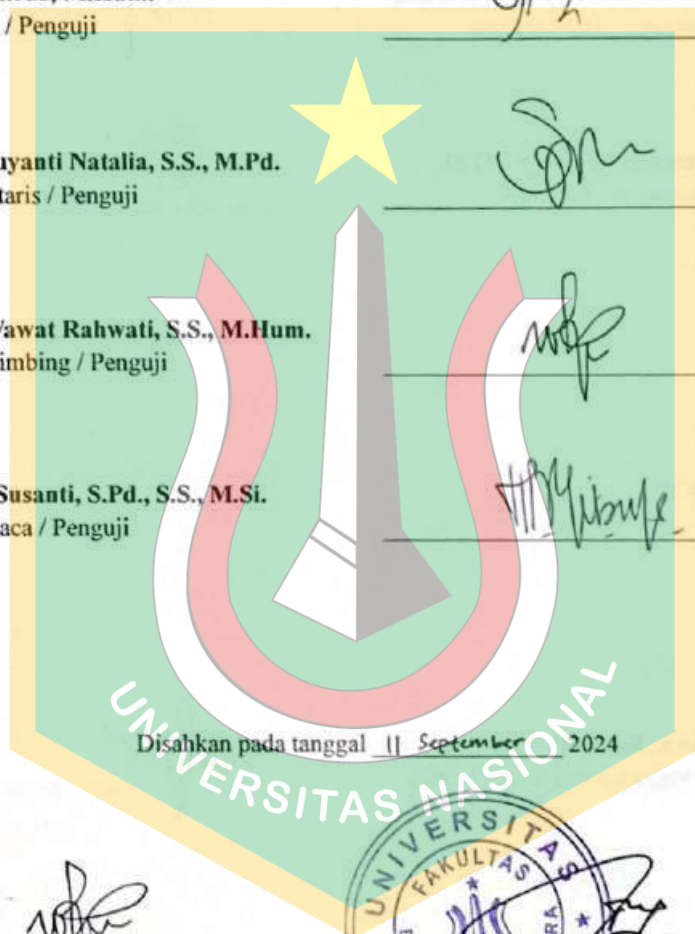 / Penguji
uyanti Natalia, S.S., M.Pd.
taris / Penguji
awat Rahwati, S.S., M.Hum.
imbing / Penguji
Susanti, S.Pd., S.S., M.Si.
aca / Penguji
Disahkan pada tanggal 11 September 2024
UNIVERSITAS NASIONAL
UNIVERSITAS
FAKULTAS